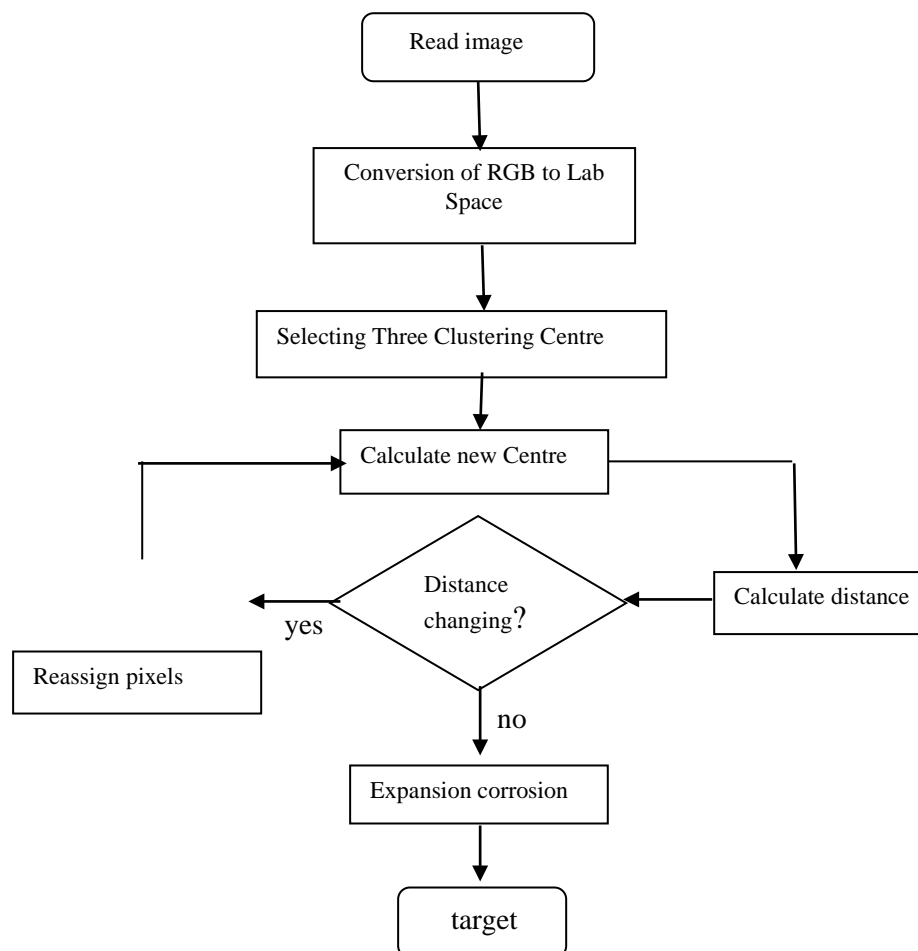 Read image
Conversion of RGB to Lab
Space
Selecting Three Clustering Centre
Calculate new Centre
Distance
changing?
Calculate distance
yes
Reassign pixels
no
Expansion corrosion
target